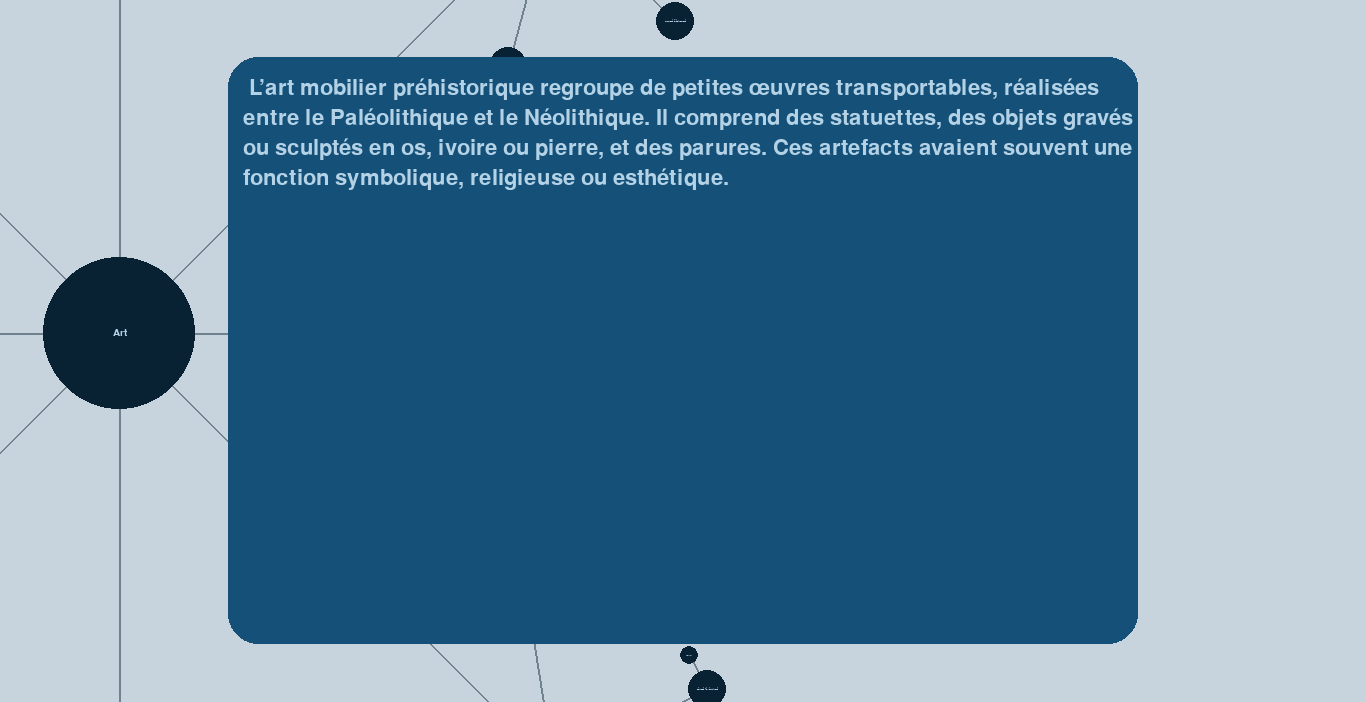 L’art mobilier préhistorique regroupe de petites œuvres transportables, réalisées
entre le Paléolithique et le Néolithique. Il comprend des statuettes, des objets gravés
ou sculptés en os, ivoire ou pierre, et des parures. Ces artefacts avaient souvent une
fonction symbolique, religieuse ou esthétique.
Art